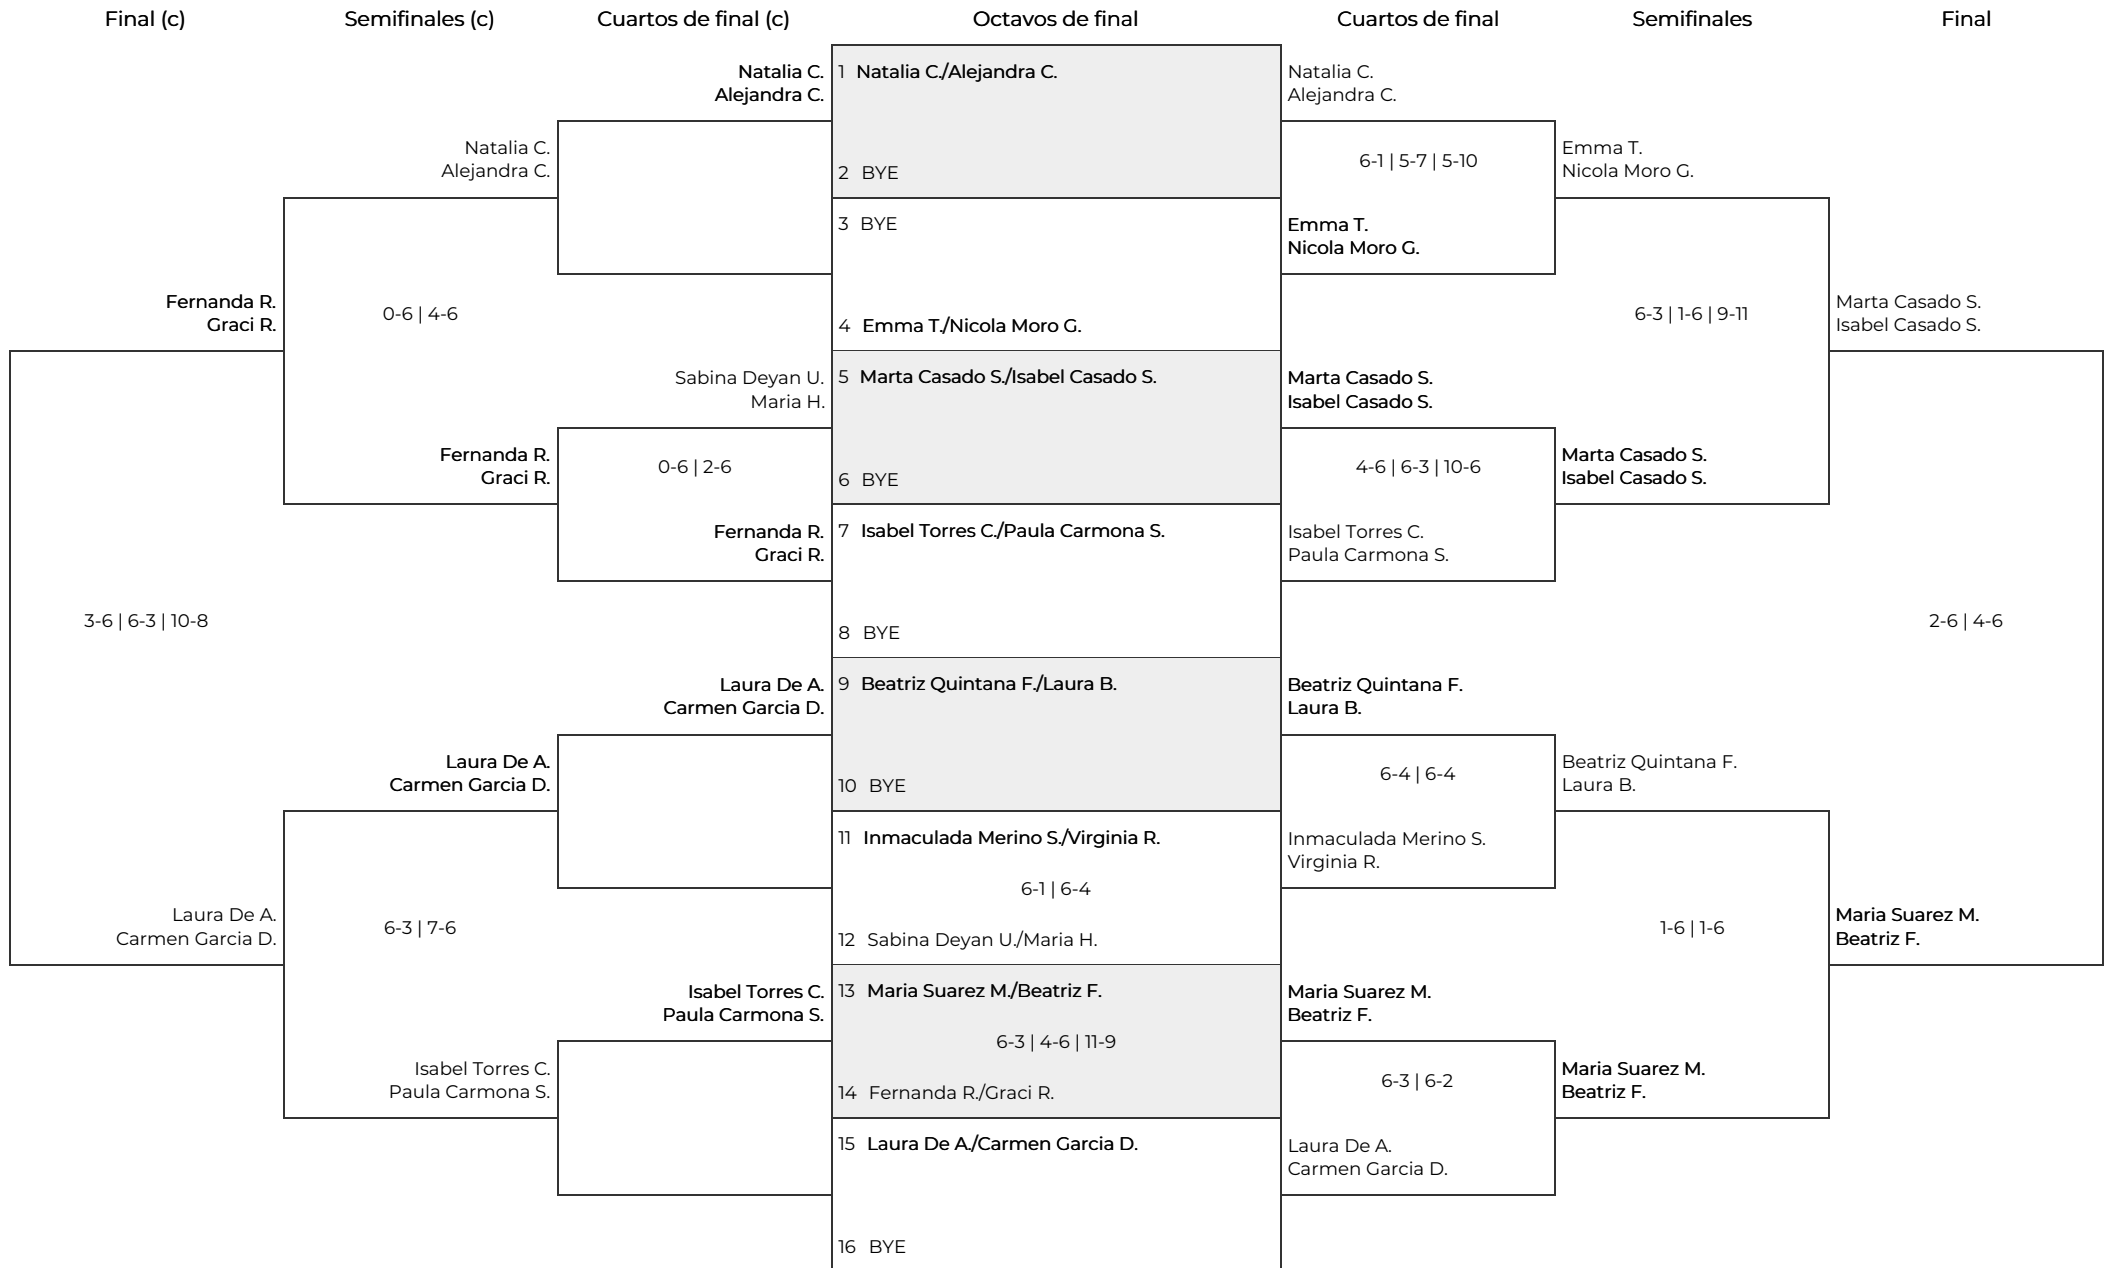 Final (c)
Semifinales (c)
Cuartos de final (c)
Octavos de final
Cuartos de final
Semifinales
Final
Fernanda R.
Graci R.
3-6 | 6-3 | 10-8
Laura De A.
Carmen Garcia D.
Natalia C.
Alejandra C.
0-6 | 4-6
Fernanda R.
Graci R.
Laura De A.
Carmen Garcia D.
6-3 | 7-6
Isabel Torres C.
Paula Carmona S.
Natalia C.
Alejandra C.
Sabina Deyan U.
Maria H.
0-6 | 2-6
Fernanda R.
Graci R.
Laura De A.
Carmen Garcia D.
Isabel Torres C.
Paula Carmona S.
1 Natalia C./Alejandra C.
2 BYE
3 BYE
4 Emma T./Nicola Moro G.
5 Marta Casado S./Isabel Casado S.
6 BYE
7 Isabel Torres C./Paula Carmona S.
8 BYE
9 Beatriz Quintana F./Laura B.
10 BYE
11 Inmaculada Merino S./Virginia R.
6-1 | 6-4
12 Sabina Deyan U./Maria H.
13 Maria Suarez M./Beatriz F.
6-3 | 4-6 | 11-9
14 Fernanda R./Graci R.
15 Laura De A./Carmen Garcia D.
16 BYE
Natalia C.
Alejandra C.
6-1 | 5-7 | 5-10
Emma T.
Nicola Moro G.
Marta Casado S.
Isabel Casado S.
4-6 | 6-3 | 10-6
Isabel Torres C.
Paula Carmona S.
Beatriz Quintana F.
Laura B.
6-4 | 6-4
Inmaculada Merino S.
Virginia R.
Maria Suarez M.
Beatriz F.
6-3 | 6-2
Laura De A.
Carmen Garcia D.
Emma T.
Nicola Moro G.
6-3 | 1-6 | 9-11
Marta Casado S.
Isabel Casado S.
Beatriz Quintana F.
Laura B.
1-6 | 1-6
Maria Suarez M.
Beatriz F.
Marta Casado S.
Isabel Casado S.
2-6 | 4-6
Maria Suarez M.
Beatriz F.